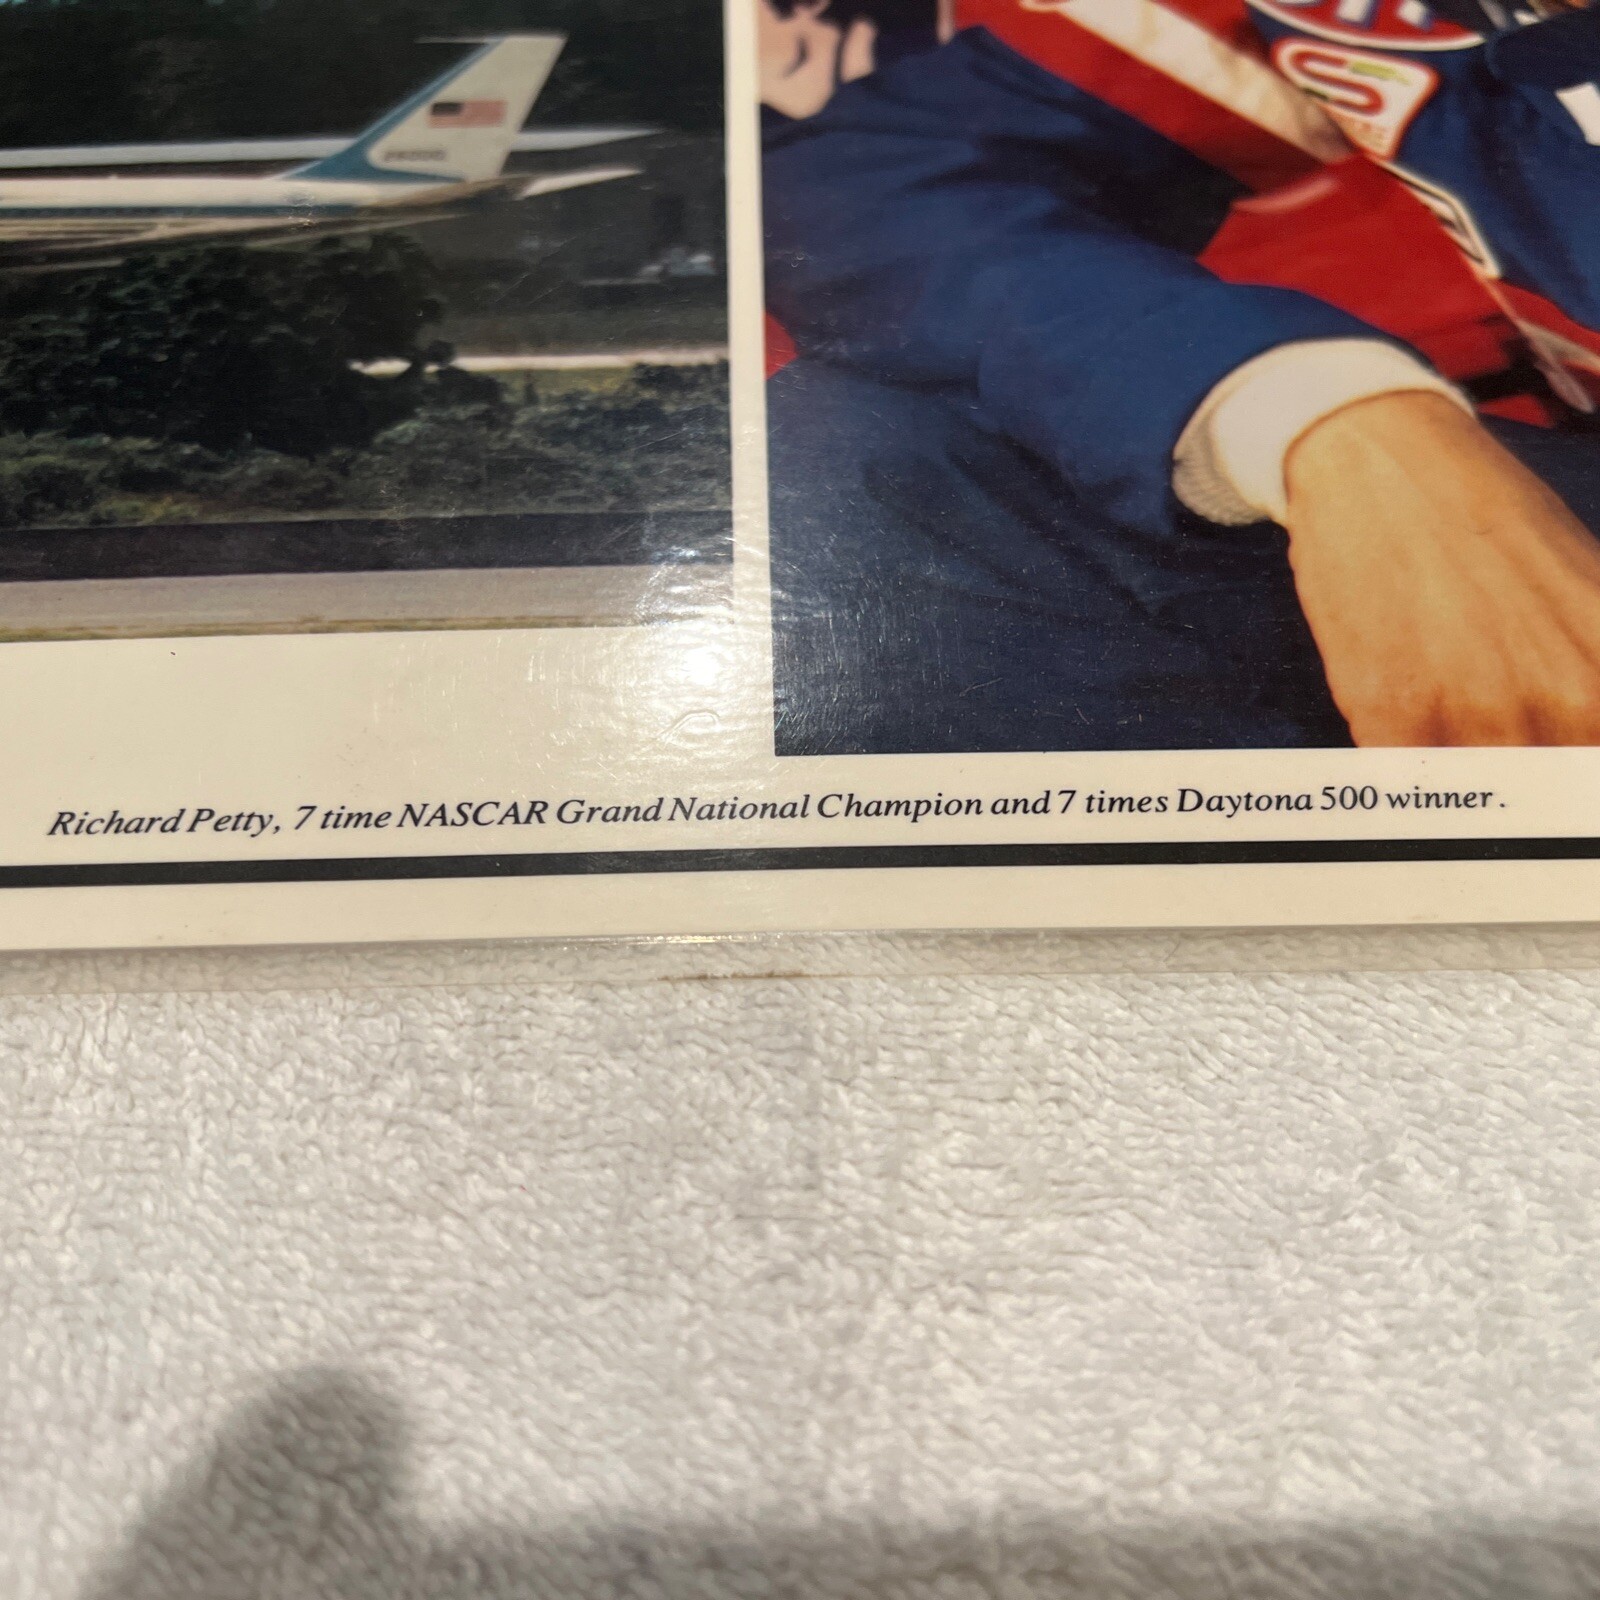 Richard Petty, 7 time NASCAR Grand National Champion and 7 times Daytona 500 winner.